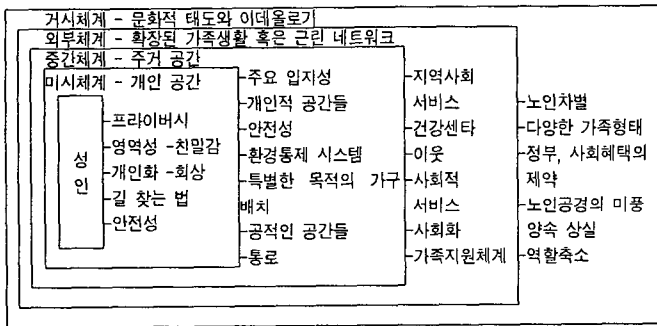 거시체계 - 문화적 태도와 이데올로기
외부체계 - 확장된 가족생활 혹은 근린 네트워크
중간체계 - 주거 공간
미시체계 - 개인 공간
성인
-프라이버시
-영역성 -친밀감
-개인화 -회상
-길 찾는 법
-안전성
-주요 입지성
-개인적 공간들
-안전성
-환경통제 시스템
-특별한 목적의 가구
배치
-공적인 공간들
-통로
-지역사회
서비스
-건강센타
-이웃
-사회적
서비스
-사회화
-가족지원체계
-노인차별
-다양한 가족형태
-정부, 사회혜택의
제약
-노인공경의 미풍
양속 상실
-역할축소